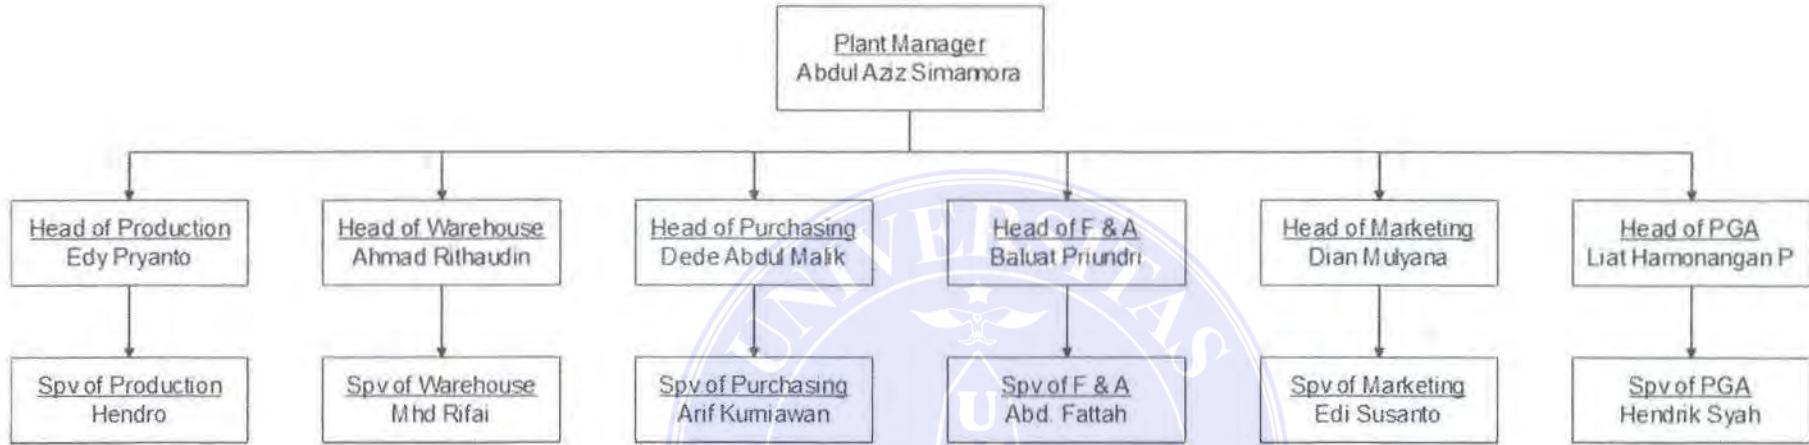 Plant Manager
Abdul Aziz Simamora
Head of Production
Edy Pryanto
Head of Warehouse
Ahmad Rithaudin
Head of Purchasing
Dede Abdul Malik
Head of F & A
Baluat Priundri
Head of Marketing
Dian Mulyana
Head of PGA
Liat Hamonangan P
Spv of Production
Hendro
Spv of Warehouse
Mhd Rifai
Spv of Purchasing
Arif Kurniawan
Spv of F & A
Abd. Fattah
Spv of Marketing
Edi Susanto
Spv of PGA
Hendrik Syah
UNIVERSITAS
U